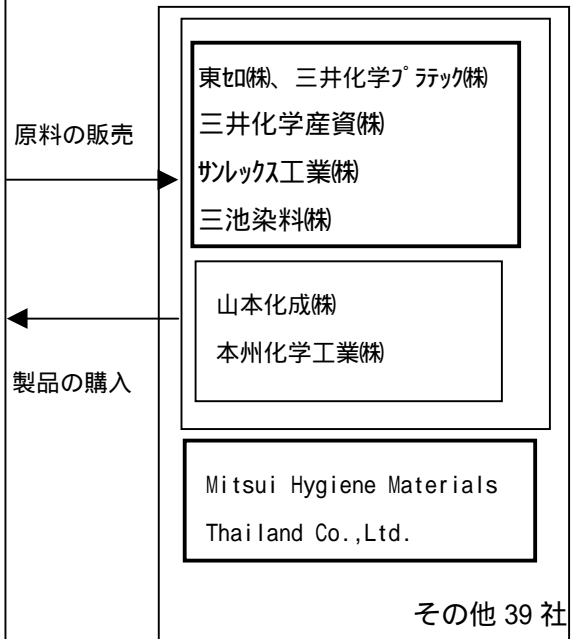 東ｾﾛ㈱、三井化学ﾌﾟﾗﾃｯｸ㈱
三井化学産資㈱
ｻﾝﾚｯｸｽ工業㈱
三池染料㈱
原料の販売
山本化成㈱
本州化学工業㈱
製品の購入
Mitsui Hygiene Materials
Thailand Co.,Ltd.
その他 39 社